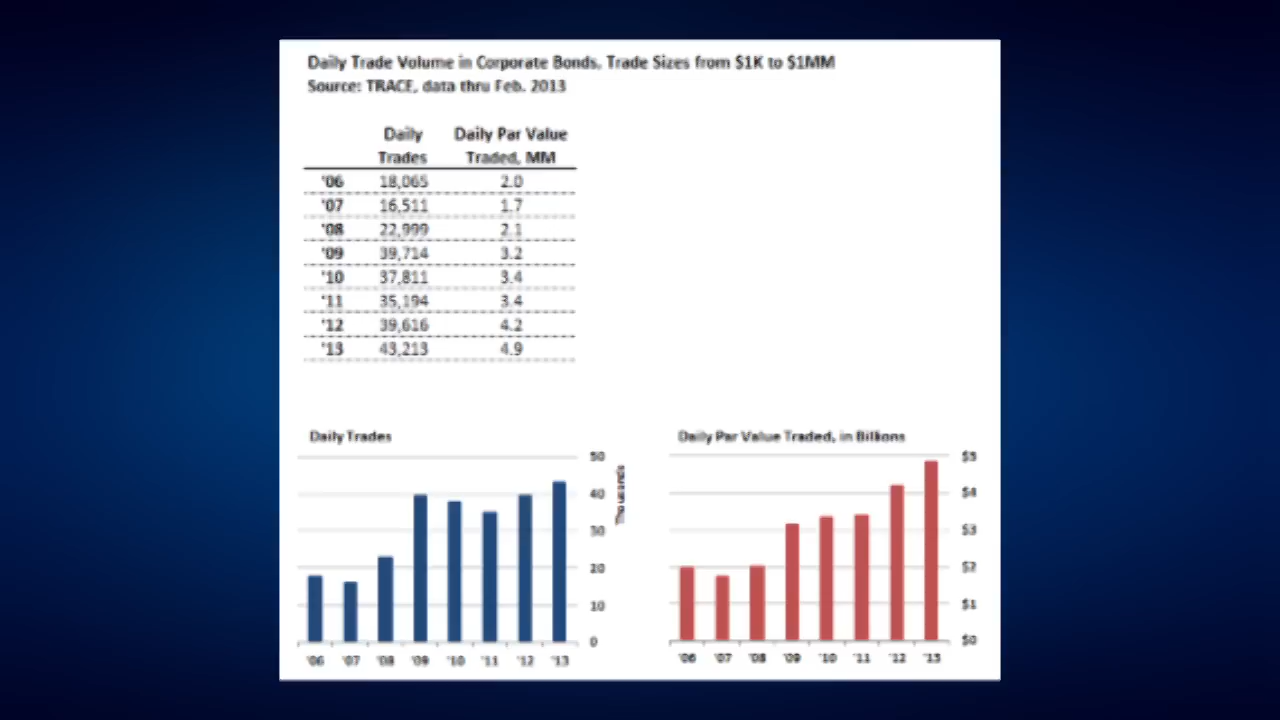 Daily Trade Volume in Corporate Bonds, Trade Sizes from $1K to $1MM
Source: TRACE, data thru Feb. 2013
Daily Daily Par Value
Trades Traded, MM
'06 18,065 2.0
'07 16,511 1.7
'08 22,999 2.1
'09 39,714 3.2
'10 37,811 3.4
'11 35,194 3.4
'12 39,616 4.2
'13 43,213 4.9
Daily Trades
50
40
30
20
10
0
Thousands
'06 '07 '08 '09 '10 '11 '12 '13
Daily Par Value Traded, in Billions
$5
$4
$3
$2
$1
$0
'06 '07 '08 '09 '10 '11 '12 '13